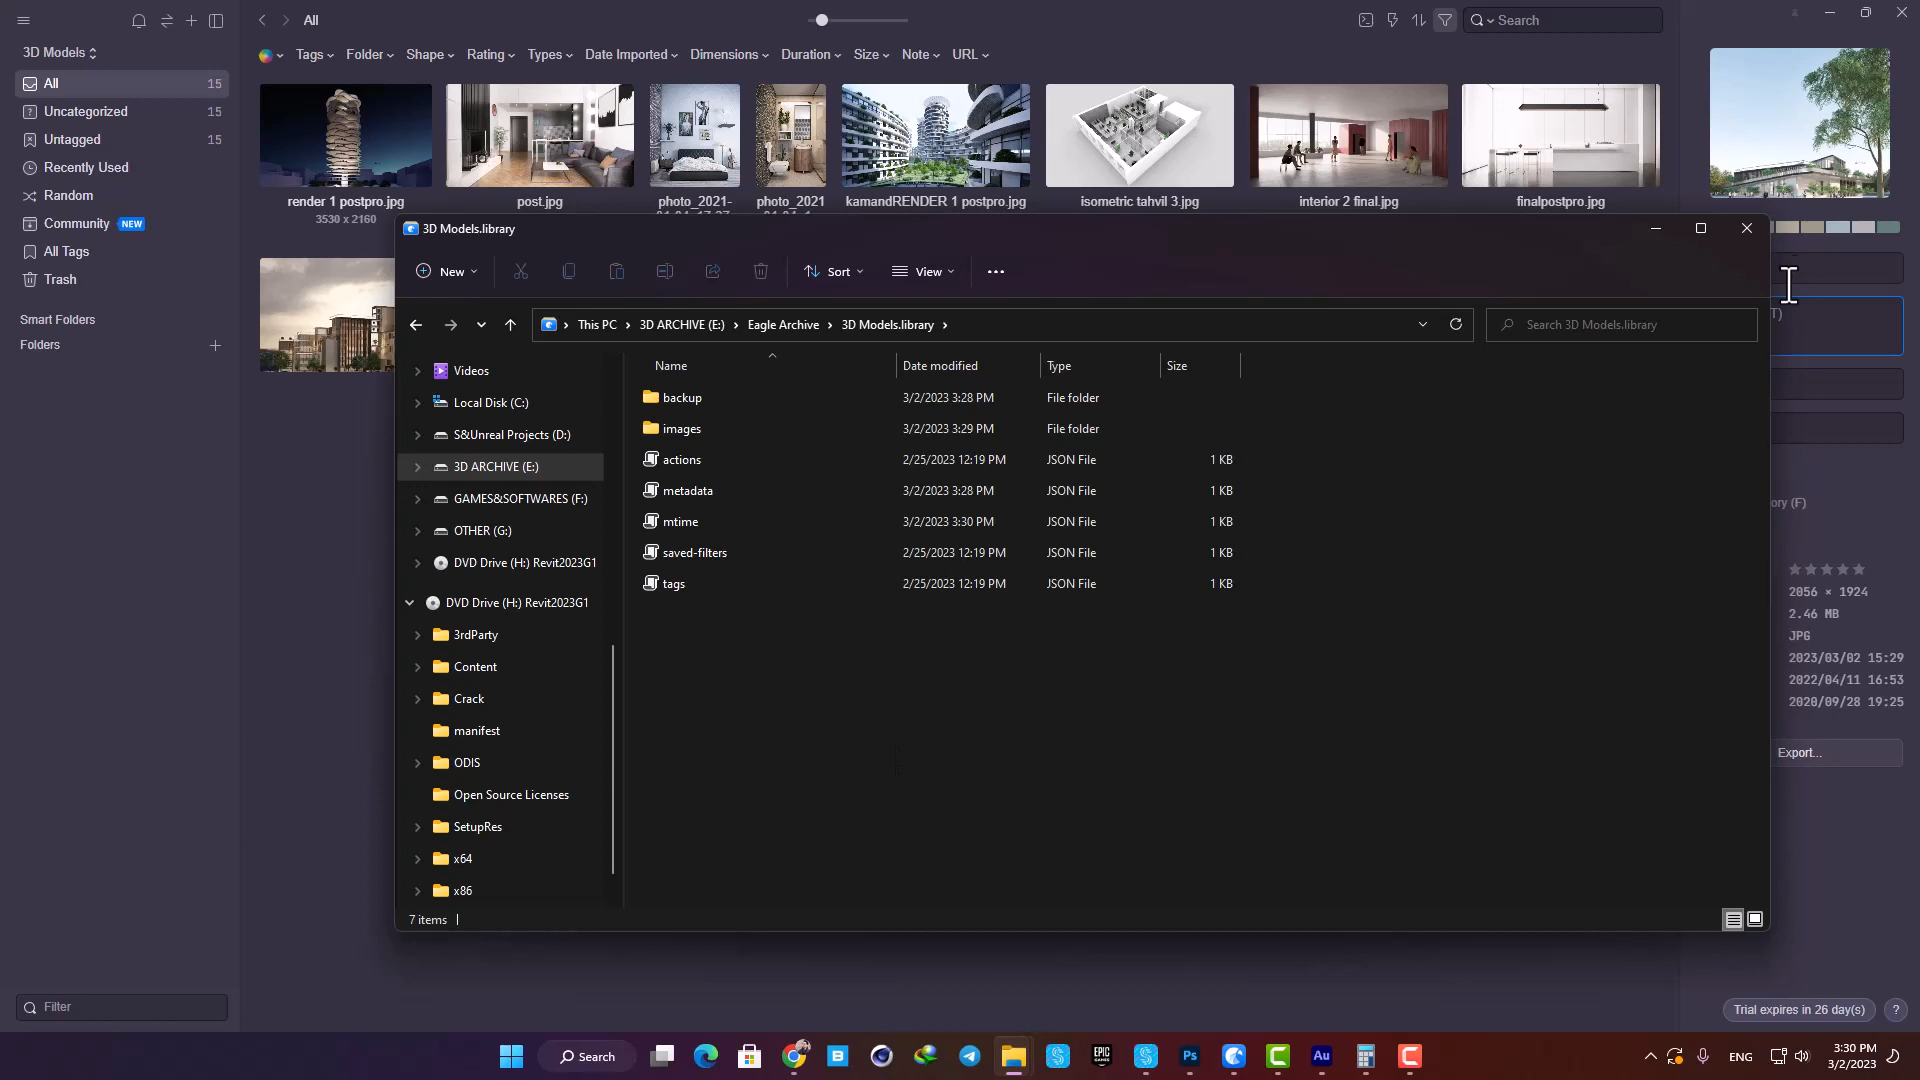 All
Search
3D Models
Tags
Folder
Shape
Rating
Types
Date Imported
Dimensions
Duration
Size
Note
URL
All 15
Uncategorized 15
Untagged 15
Recently Used
Random
Community NEW
All Tags
Trash
Smart Folders
Folders
Filter
render 1 postpro.jpg
3530 x 2160
post.jpg
photo_2021-
photo_2021
kamandRENDER 1 postpro.jpg
isometric tahvil 3.jpg
interior 2 final.jpg
finalpostpro.jpg
3D Models.library
New
Sort
View
This PC
3D ARCHIVE (E:)
Eagle Archive
3D Models.library
Search 3D Models.library
Videos
Local Disk (C:)
S&Unreal Projects (D:)
3D ARCHIVE (E:)
GAMES&SOFTWARES (F:)
OTHER (G:)
DVD Drive (H:) Revit2023G1
DVD Drive (H:) Revit2023G1
3rdParty
Content
Crack
manifest
ODIS
Open Source Licenses
SetupRes
x64
x86
Name Date modified Type Size
backup 3/2/2023 3:28 PM File folder
images 3/2/2023 3:29 PM File folder
actions 2/25/2023 12:19 PM JSON File 1 KB
metadata 3/2/2023 3:28 PM JSON File 1 KB
mtime 3/2/2023 3:30 PM JSON File 1 KB
saved-filters 2/25/2023 12:19 PM JSON File 1 KB
tags 2/25/2023 12:19 PM JSON File 1 KB
7 items
T)
ory (F)
2056 × 1924
2.46 MB
JPG
2023/03/02 15:29
2022/04/11 16:53
2020/09/28 19:25
Export...
Trial expires in 26 day(s)
?
Search
EPIC GAMES
Ps
Au
ENG
3:30 PM
3/2/2023